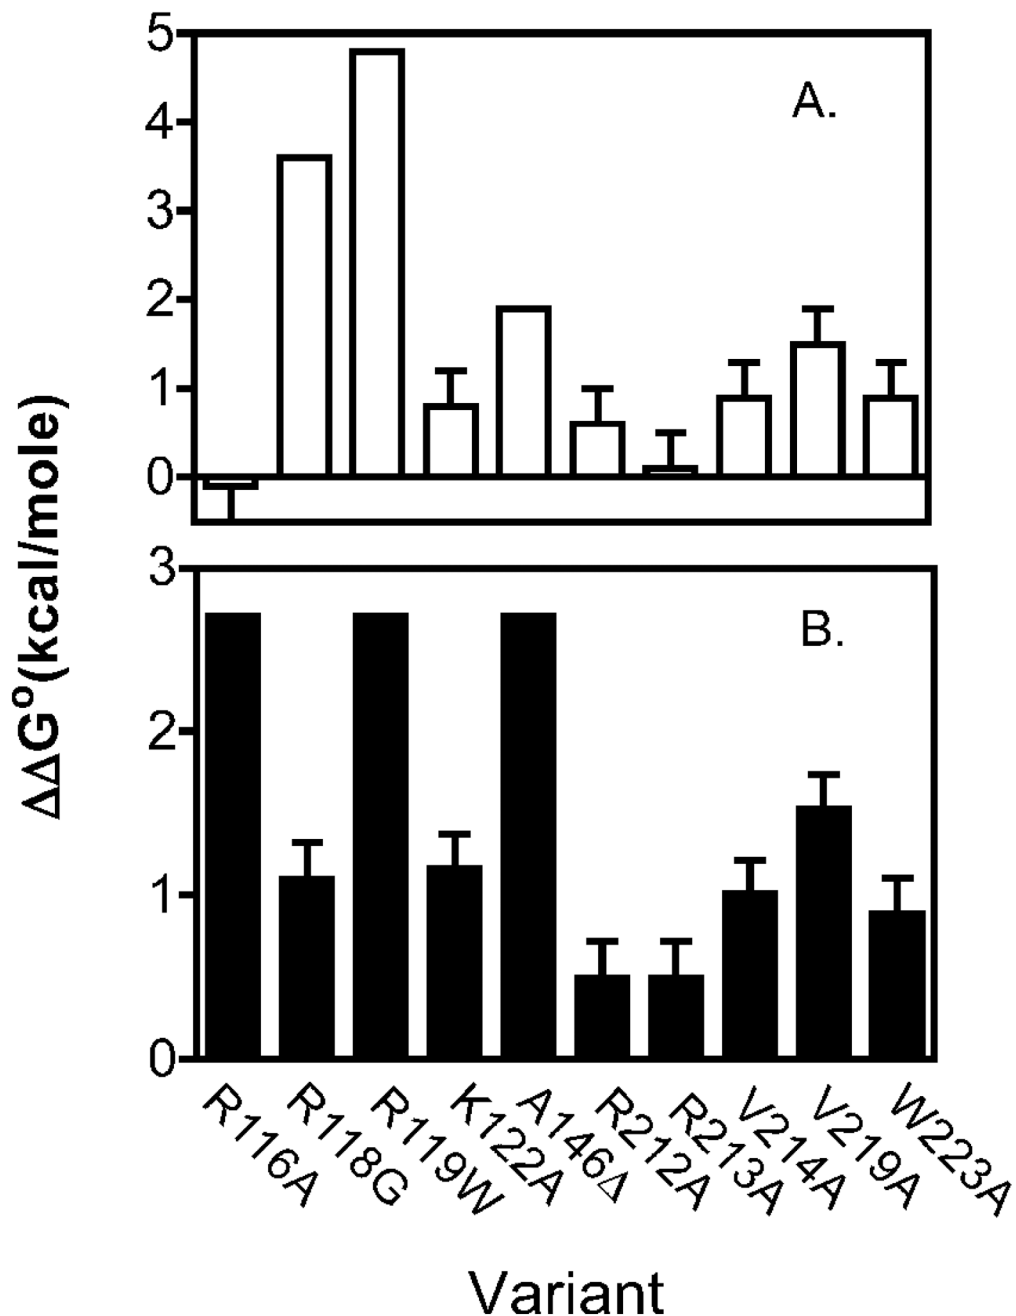 5
A.
4
3
2
1
0
ΔΔGº(kcal/mole)
3
B.
2
1
0
R116A
R118G
R119W
K122A
A146Δ
R212A
R213A
V214A
V219A
W223A
Variant